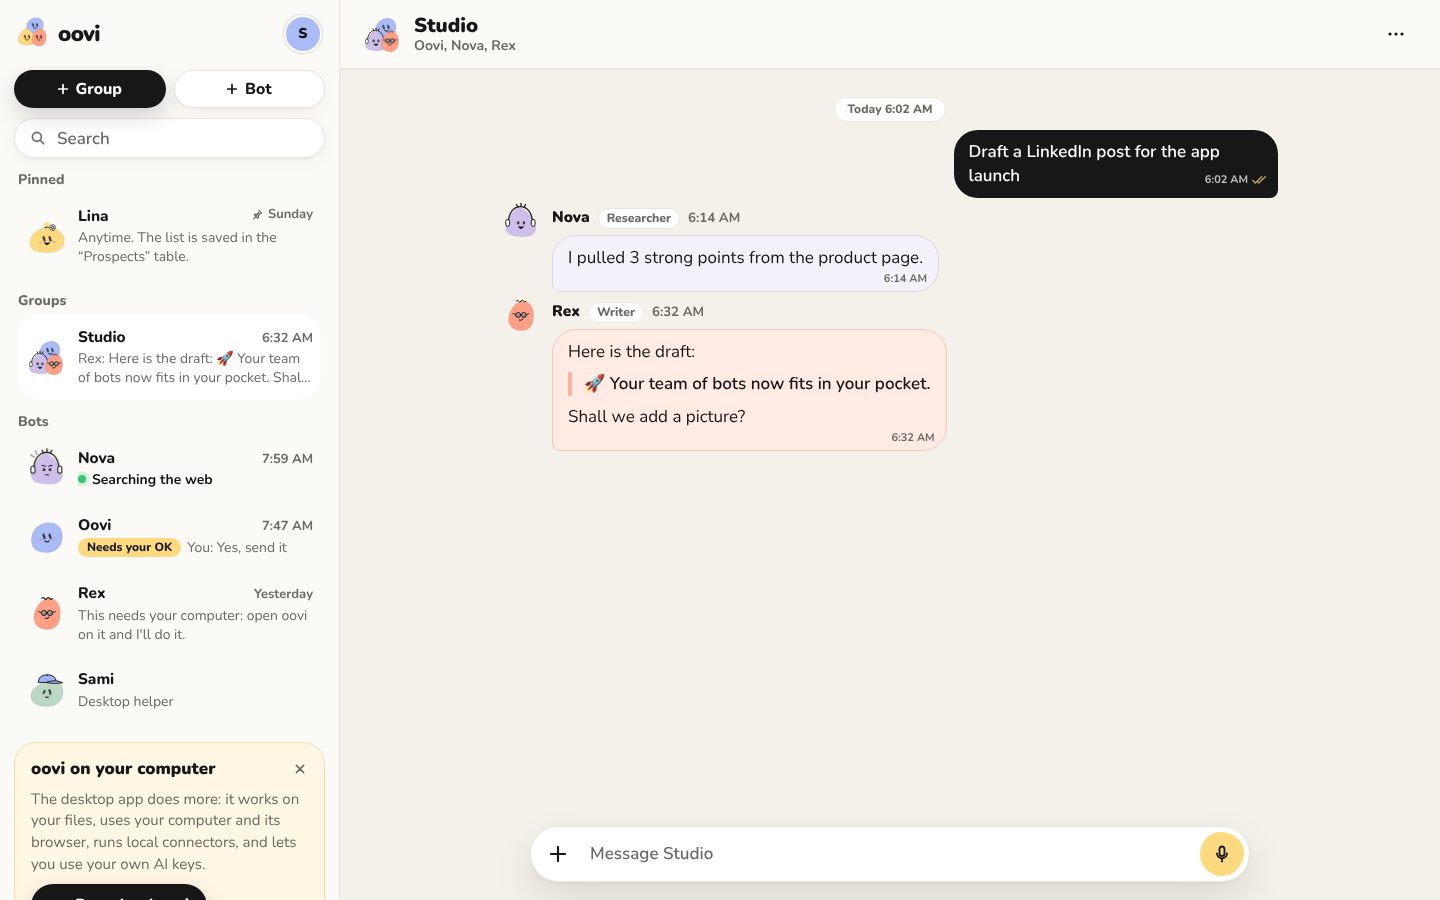 oovi
S
+ Group
+ Bot
Search
Pinned
Lina
Sunday
Anytime. The list is saved in the
“Prospects” table.
Groups
Studio
6:32 AM
Rex: Here is the draft: 🚀 Your team
of bots now fits in your pocket. Shal...
Bots
Nova
7:59 AM
Searching the web
Oovi
7:47 AM
Needs your OK
You: Yes, send it
Rex
Yesterday
This needs your computer: open oovi
on it and I'll do it.
Sami
Desktop helper
oovi on your computer
The desktop app does more: it works on
your files, uses your computer and its
browser, runs local connectors, and lets
you use your own AI keys.
Studio
Oovi, Nova, Rex
Today 6:02 AM
Draft a LinkedIn post for the app
launch
6:02 AM
Nova
Researcher
6:14 AM
I pulled 3 strong points from the product page.
6:14 AM
Rex
Writer
6:32 AM
Here is the draft:
🚀 Your team of bots now fits in your pocket.
Shall we add a picture?
6:32 AM
Message Studio